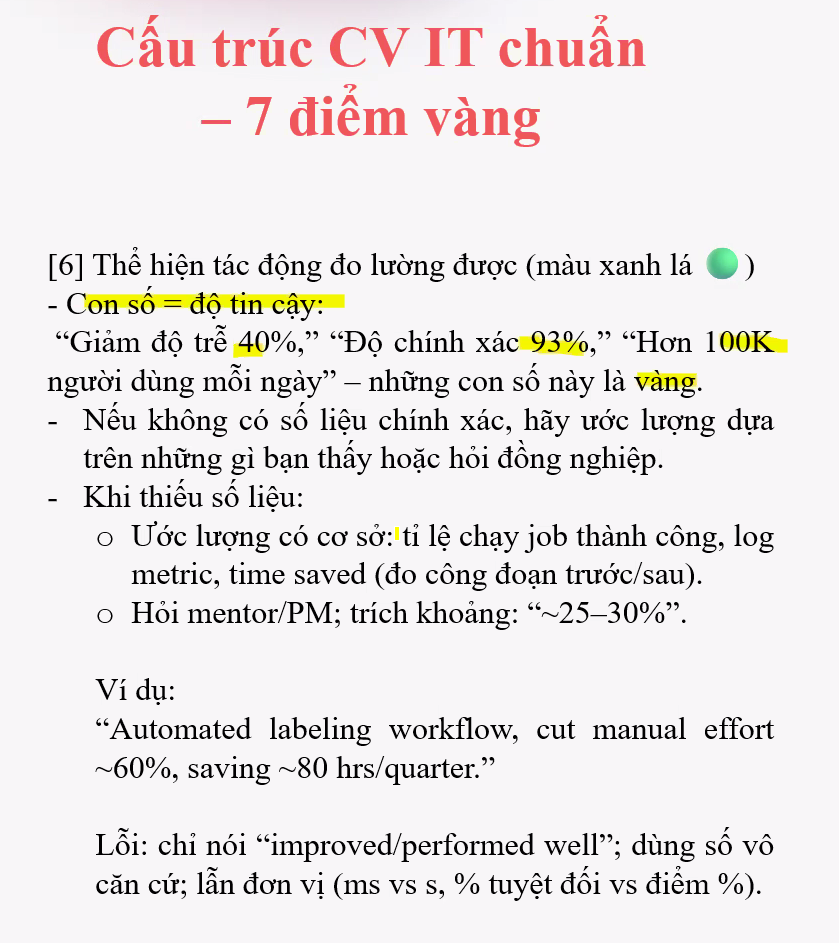 Cấu trúc CV IT chuẩn
– 7 điểm vàng
[6] Thể hiện tác động đo lường được (màu xanh lá )
- Con số = độ tin cậy:
“Giảm độ trễ 40%,” “Độ chính xác 93%,” “Hơn 100K
người dùng mỗi ngày” – những con số này là vàng.
- Nếu không có số liệu chính xác, hãy ước lượng dựa
trên những gì bạn thấy hoặc hỏi đồng nghiệp.
- Khi thiếu số liệu:
o Ước lượng có cơ sở: tỉ lệ chạy job thành công, log
metric, time saved (đo công đoạn trước/sau).
o Hỏi mentor/PM; trích khoảng: “~25–30%”.
Ví dụ:
“Automated labeling workflow, cut manual effort
~60%, saving ~80 hrs/quarter.”
Lỗi: chỉ nói “improved/performed well”; dùng số vô
căn cứ; lẫn đơn vị (ms vs s, % tuyệt đối vs điểm %).